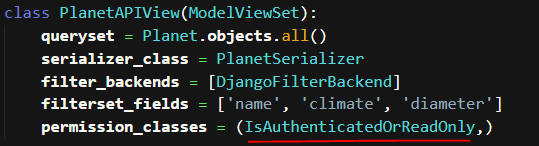 class PlanetAPIView(ModelViewSet):
queryset = Planet.objects.all()
serializer_class = PlanetSerializer
filter_backends = [DjangoFilterBackend]
filterset_fields = ['name', 'climate', 'diameter']
permission_classes = (IsAuthenticatedOrReadOnly,)